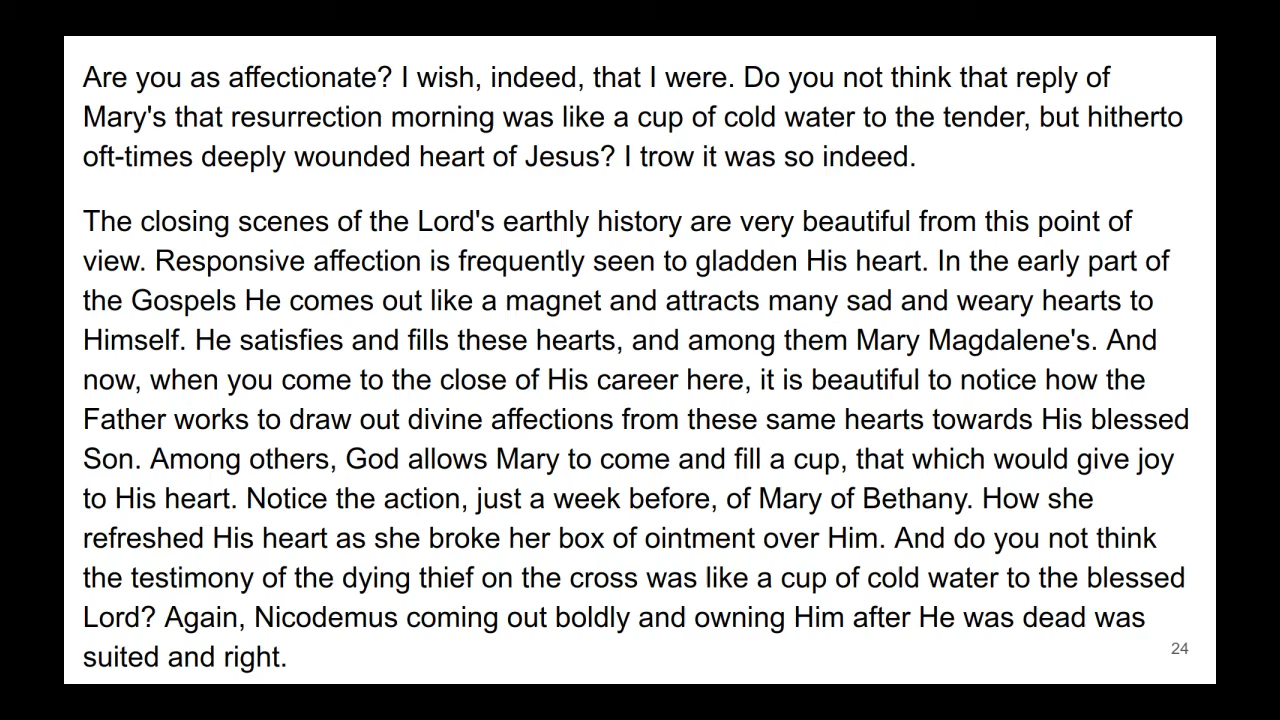 Are you as affectionate? I wish, indeed, that I were. Do you not think that reply of
Mary's that resurrection morning was like a cup of cold water to the tender, but hitherto
oft-times deeply wounded heart of Jesus? I trow it was so indeed.
The closing scenes of the Lord's earthly history are very beautiful from this point of
view. Responsive affection is frequently seen to gladden His heart. In the early part of
the Gospels He comes out like a magnet and attracts many sad and weary hearts to
Himself. He satisfies and fills these hearts, and among them Mary Magdalene's. And
now, when you come to the close of His career here, it is beautiful to notice how the
Father works to draw out divine affections from these same hearts towards His blessed
Son. Among others, God allows Mary to come and fill a cup, that which would give joy
to His heart. Notice the action, just a week before, of Mary of Bethany. How she
refreshed His heart as she broke her box of ointment over Him. And do you not think
the testimony of the dying thief on the cross was like a cup of cold water to the blessed
Lord? Again, Nicodemus coming out boldly and owning Him after He was dead was
suited and right.
24